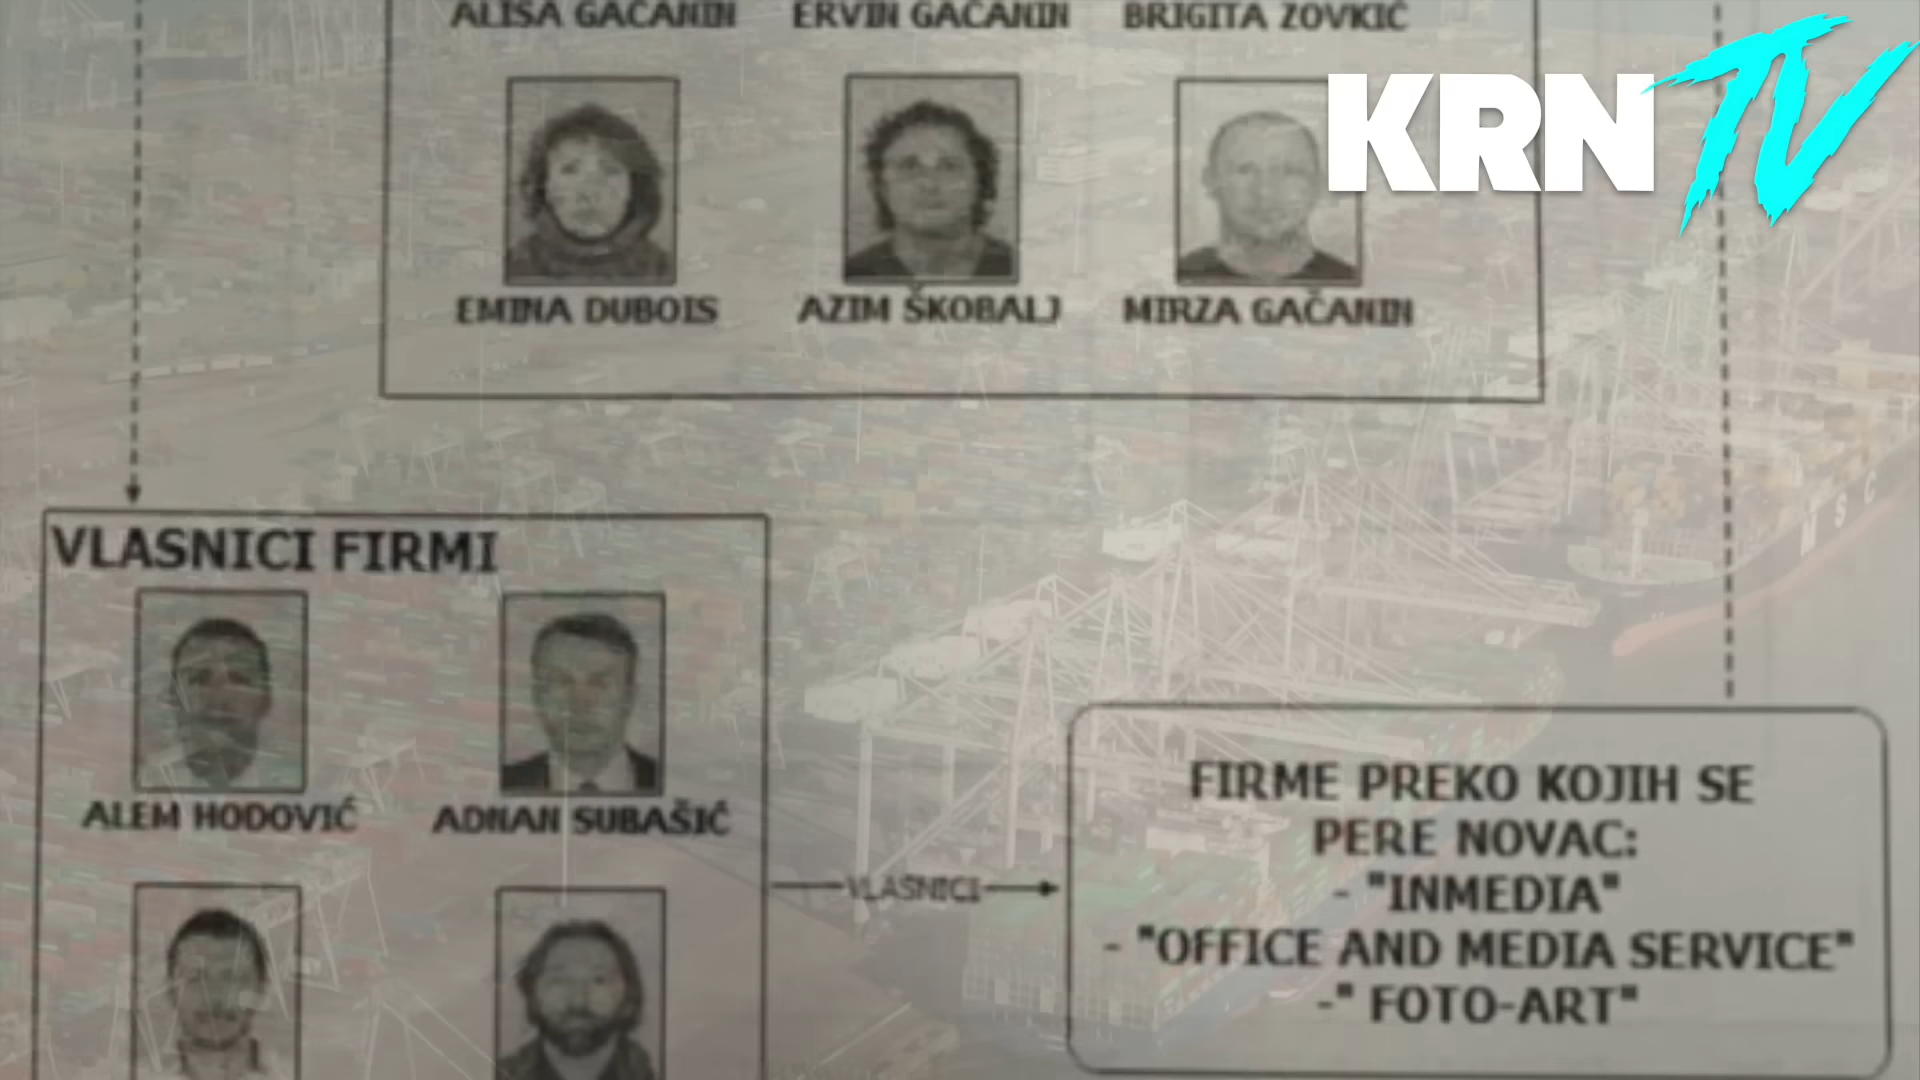 ALISA GAČANIN ERVIN GAČANIN BRIGITA ZOVKIĆ
KRN TV
EMINA DUBOIS AZIM ŠKOBALJ MIRZA GAČANIN
VLASNICI FIRMI
ALEM HODOVIĆ ADNAN SUBAŠIĆ
VLASNICI
FIRME PREKO KOJIH SE
PERE NOVAC:
- "INMEDIA"
- "OFFICE AND MEDIA SERVICE"
-" FOTO-ART"
MSC